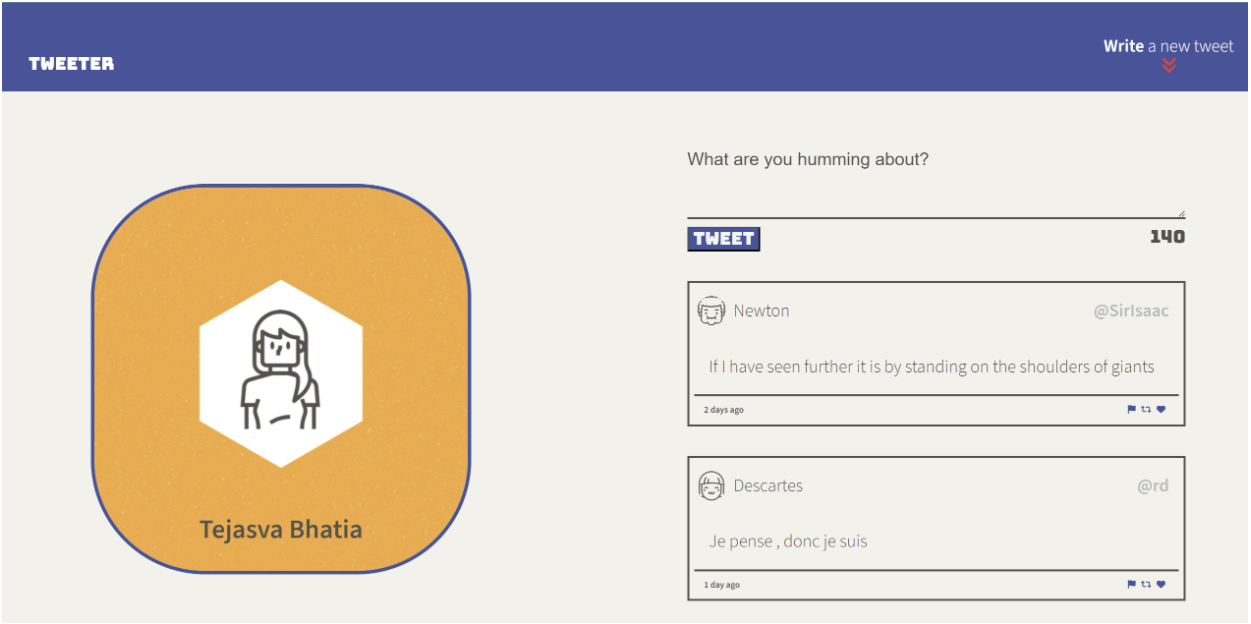 TWEETER
Write a new tweet
Tejasva Bhatia
What are you humming about?
TWEET
140
Newton
@SirIsaac
If I have seen further it is by standing on the shoulders of giants
2 days ago
Descartes
@rd
Je pense , donc je suis
1 day ago